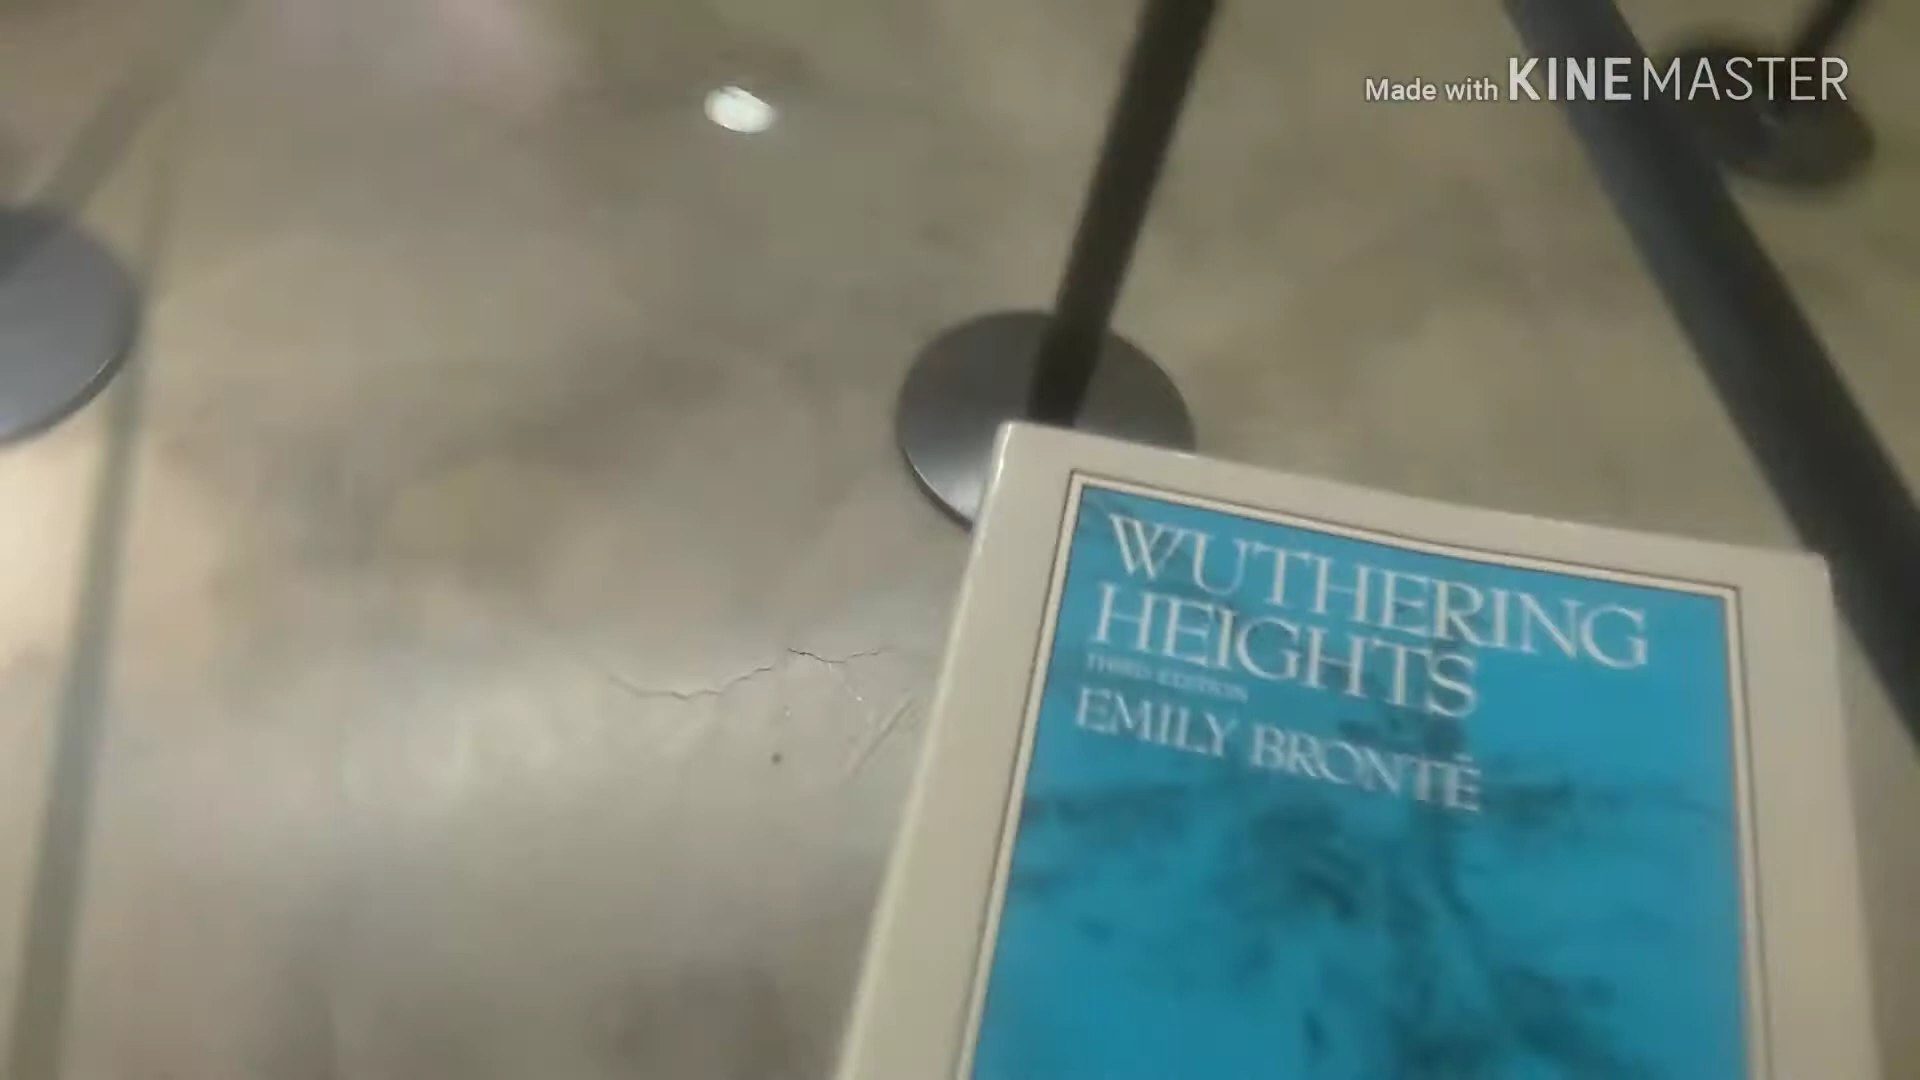 Made with KINEMASTER
WUTHERING
HEIGHTS
THIRD EDITION
EMILY BRONTË